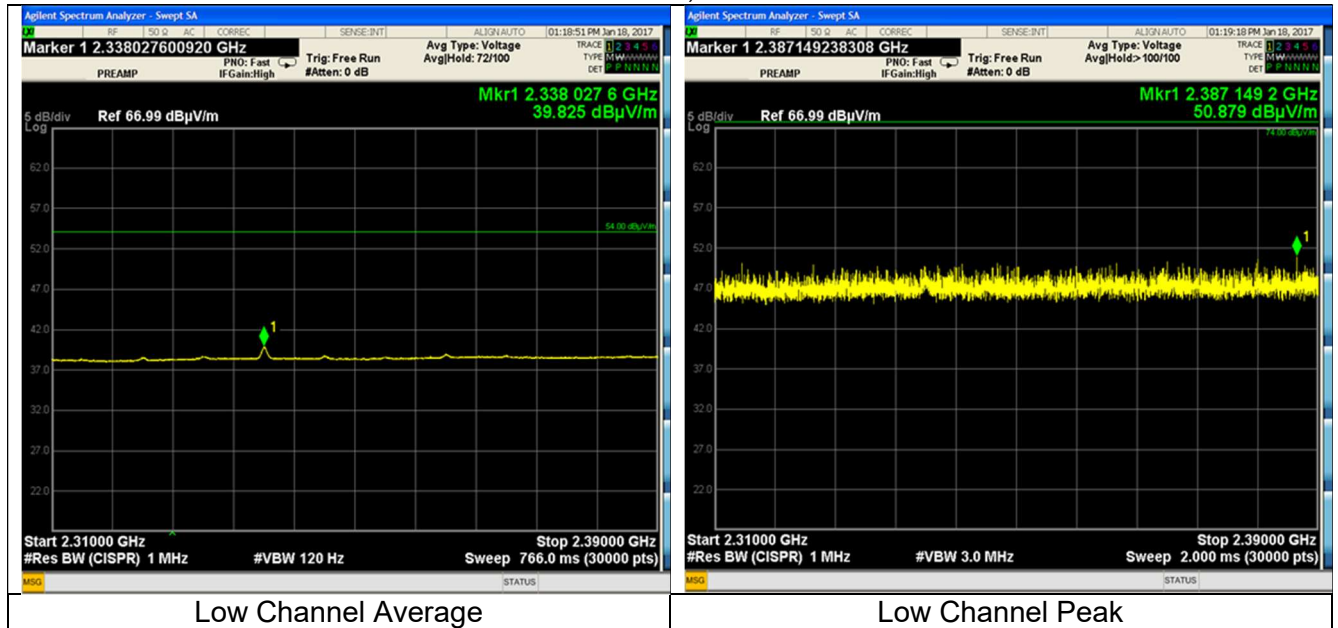 Agilent Spectrum Analyzer - Swept SA
RF 50 Ω AC CORREC SENSE:INT ALIGNAUTO 01:18:51 PM Jan 18, 2017
Marker 1 2.338027600920 GHz
PREAMP
PNO: Fast
IFGain:High
Trig: Free Run
#Atten: 0 dB
Avg Type: Voltage
Avg|Hold: 72/100
TRACE 1 2 3 4 5 6
TYPE M W
DET P P N N N N
Mkr1 2.338 027 6 GHz
39.825 dBµV/m
5 dB/div Ref 66.99 dBµV/m
Log
62.0
57.0
54.00 dBµV/m
52.0
47.0
42.0
1
37.0
32.0
27.0
22.0
Start 2.31000 GHz Stop 2.39000 GHz
#Res BW (CISPR) 1 MHz #VBW 120 Hz Sweep 766.0 ms (30000 pts)
MSG STATUS
Low Channel Average
Agilent Spectrum Analyzer - Swept SA
RF 50 Ω AC CORREC SENSE:INT ALIGNAUTO 01:19:18 PM Jan 18, 2017
Marker 1 2.387149238308 GHz
PREAMP
PNO: Fast
IFGain:High
Trig: Free Run
#Atten: 0 dB
Avg Type: Voltage
Avg|Hold:>100/100
TRACE 1 2 3 4 5 6
TYPE M W
DET P P N N N N
Mkr1 2.387 149 2 GHz
50.879 dBµV/m
5 dB/div Ref 66.99 dBµV/m
Log
74.00 dBµV/m
62.0
57.0
52.0
1
47.0
42.0
37.0
32.0
27.0
22.0
Start 2.31000 GHz Stop 2.39000 GHz
#Res BW (CISPR) 1 MHz #VBW 3.0 MHz Sweep 2.000 ms (30000 pts)
MSG STATUS
Low Channel Peak